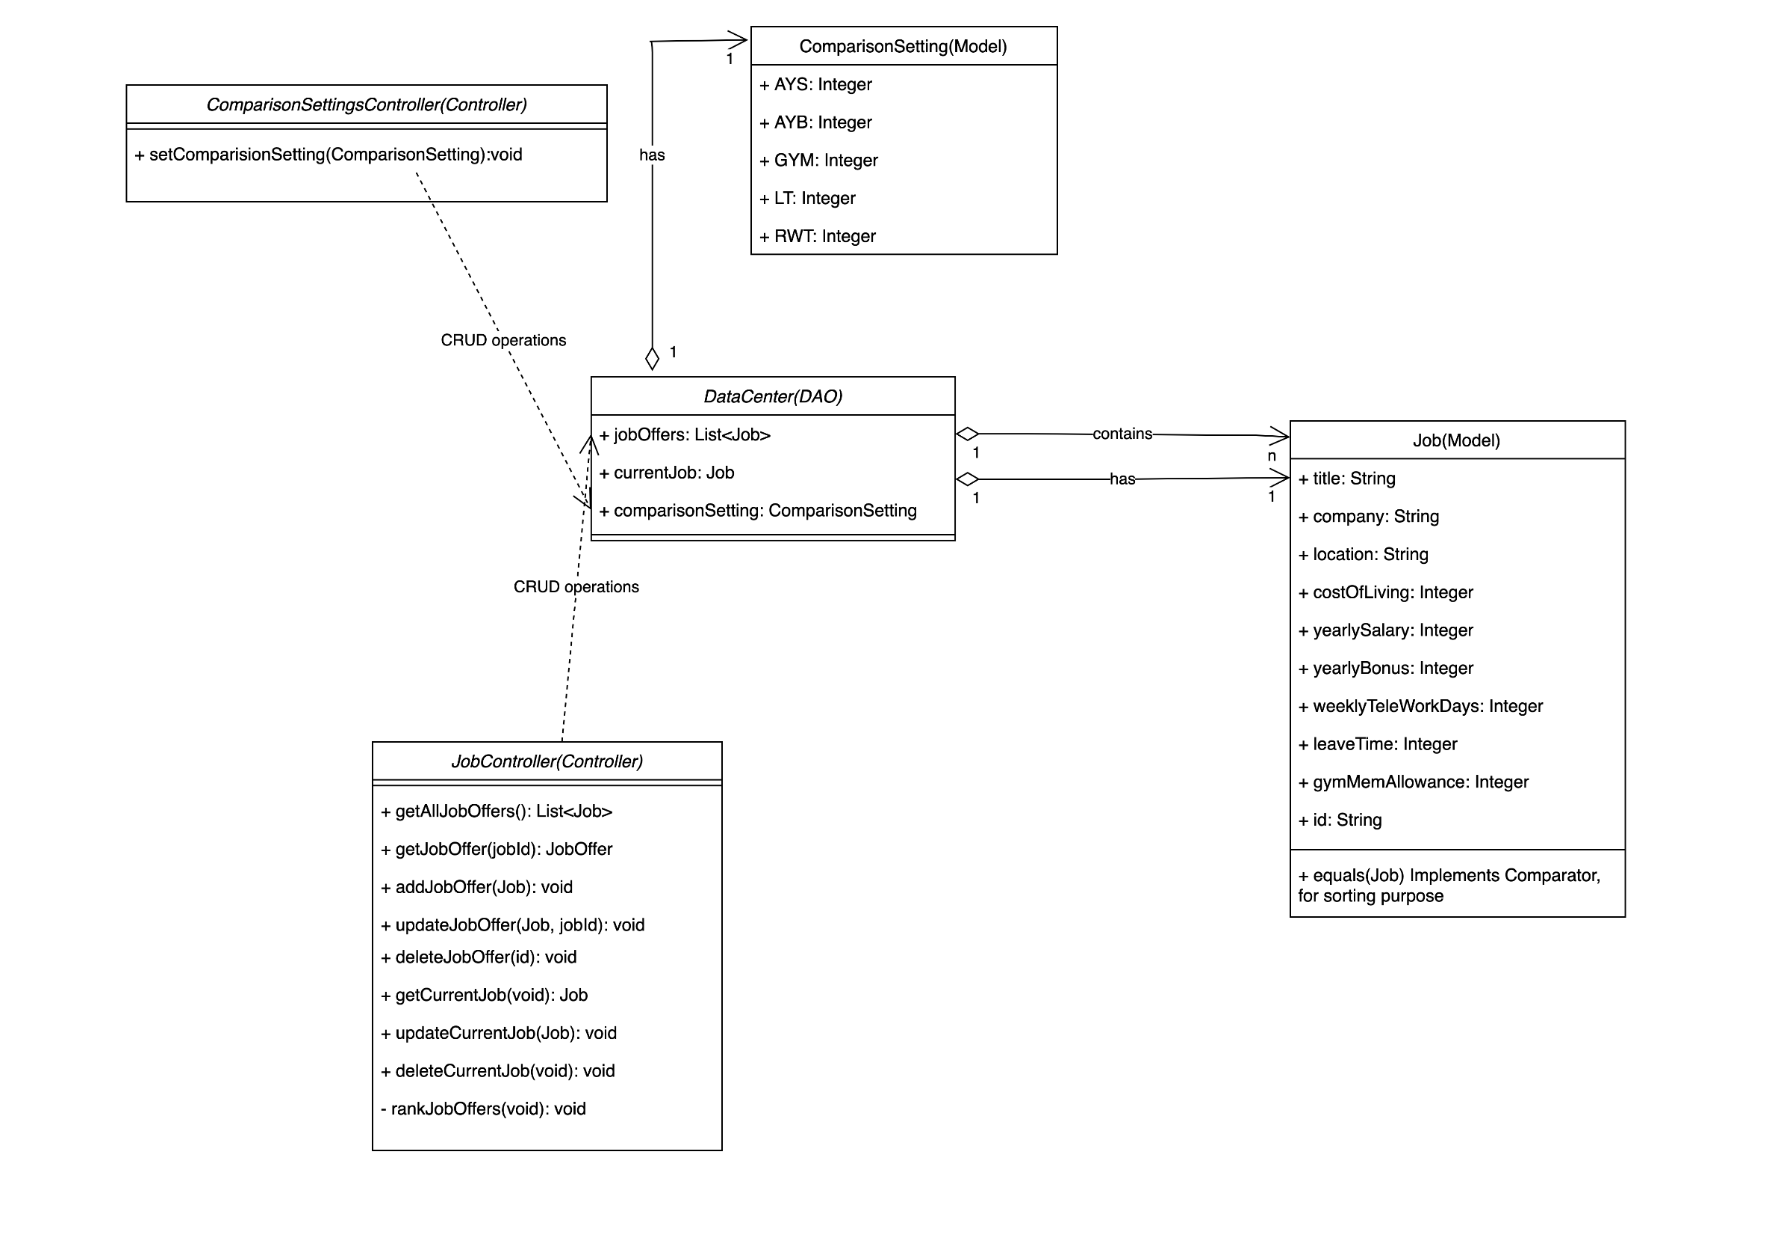 ComparisonSettingsController(Controller)
+ setComparisionSetting(ComparisonSetting):void
has
1
1
ComparisonSetting(Model)
+ AYS: Integer
+ AYB: Integer
+ GYM: Integer
+ LT: Integer
+ RWT: Integer
CRUD operations
DataCenter(DAO)
+ jobOffers: List<Job>
+ currentJob: Job
+ comparisonSetting: ComparisonSetting
contains
1
n
has
1
1
Job(Model)
+ title: String
+ company: String
+ location: String
+ costOfLiving: Integer
+ yearlySalary: Integer
+ yearlyBonus: Integer
+ weeklyTeleWorkDays: Integer
+ leaveTime: Integer
+ gymMemAllowance: Integer
+ id: String
+ equals(Job) Implements Comparator,
for sorting purpose
CRUD operations
JobController(Controller)
+ getAllJobOffers(): List<Job>
+ getJobOffer(jobId): JobOffer
+ addJobOffer(Job): void
+ updateJobOffer(Job, jobId): void
+ deleteJobOffer(id): void
+ getCurrentJob(void): Job
+ updateCurrentJob(Job): void
+ deleteCurrentJob(void): void
- rankJobOffers(void): void